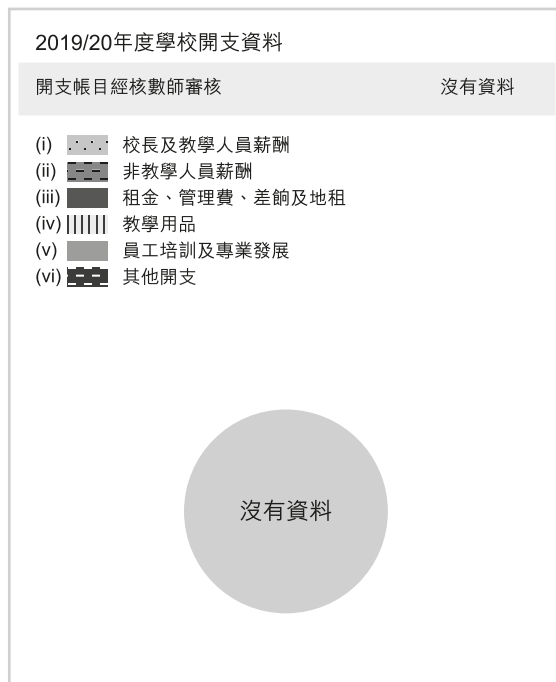 2019/20年度學校開支資料
開支帳目經核數師審核 沒有資料
(i) 校長及教學人員薪酬
(ii) 非教學人員薪酬
(iii) 租金、管理費、差餉及地租
(iv) 教學用品
(v) 員工培訓及專業發展
(vi) 其他開支
沒有資料